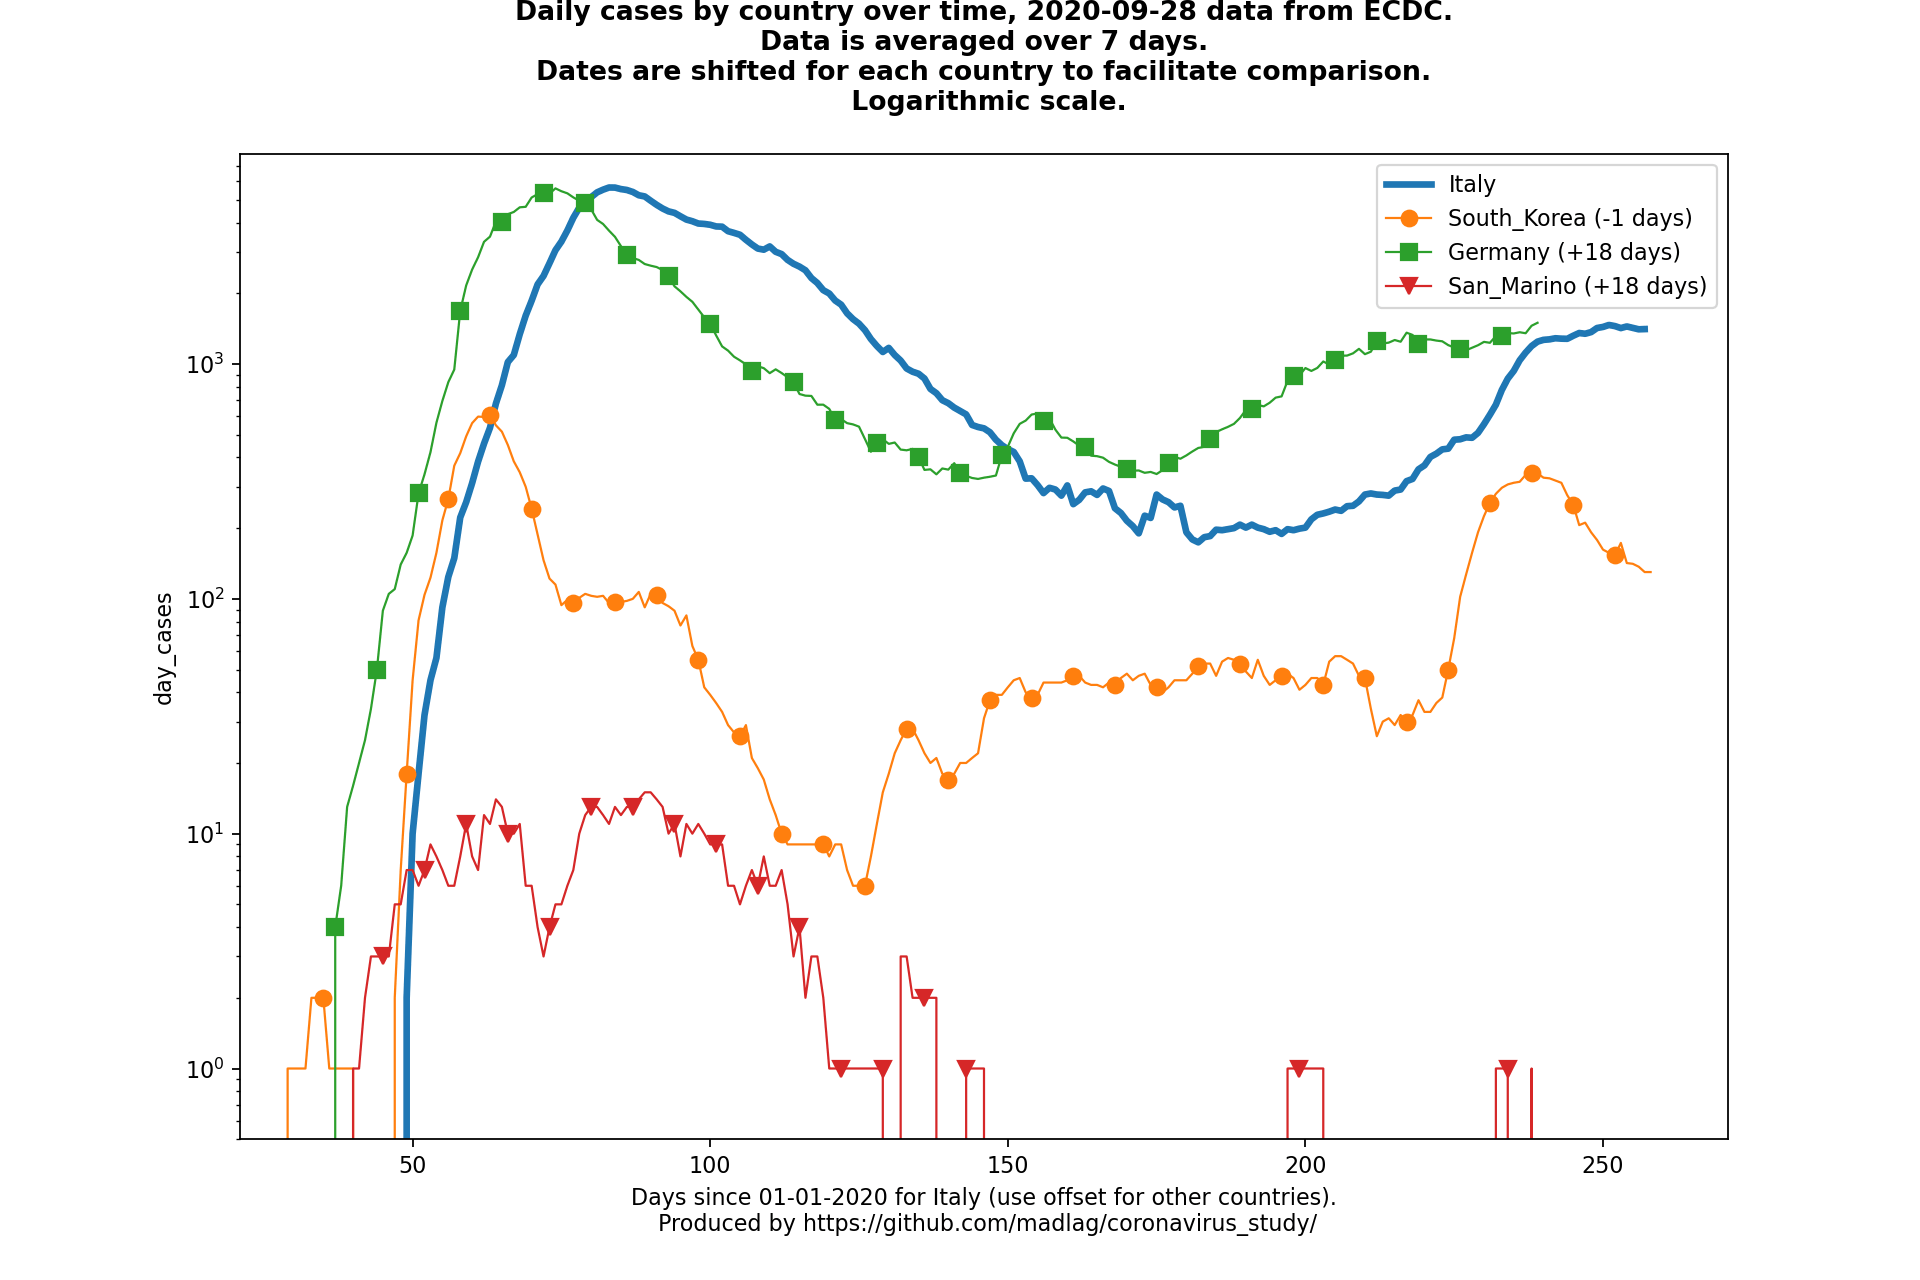 Daily cases by country over time, 2020-09-28 data from ECDC.
Data is averaged over 7 days.
Dates are shifted for each country to facilitate comparison.
Logarithmic scale.
Italy
South_Korea (-1 days)
Germany (+18 days)
San_Marino (+18 days)
10³
10²
10¹
10⁰
day_cases
50 100 150 200 250
Days since 01-01-2020 for Italy (use offset for other countries).
Produced by https://github.com/madlag/coronavirus_study/